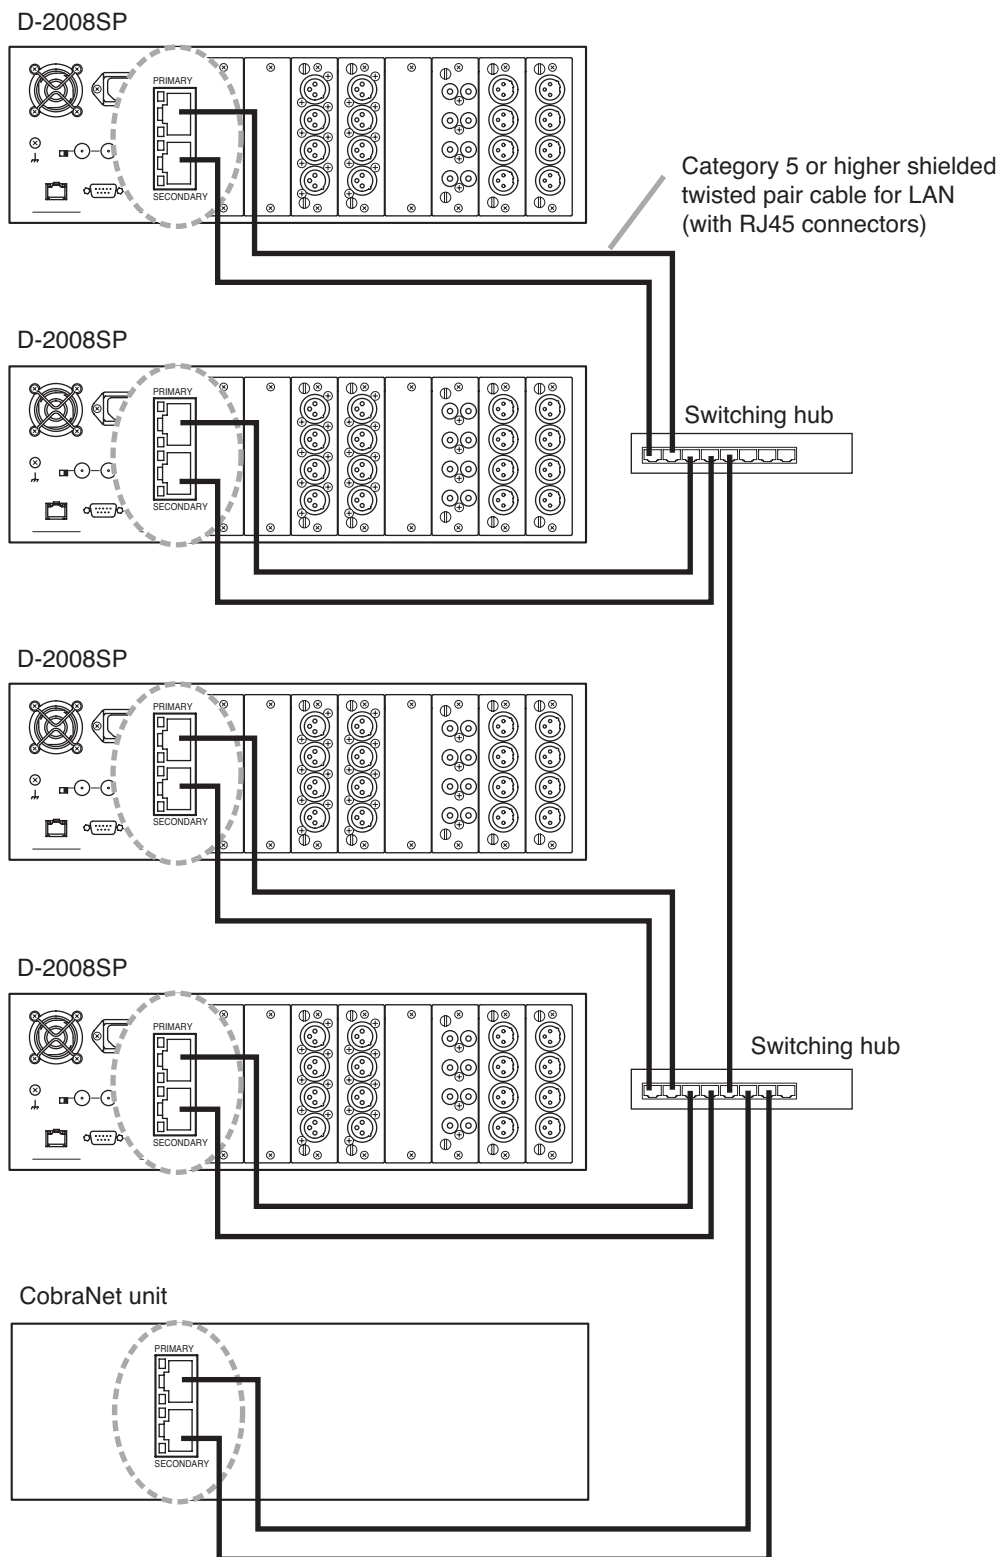 D-2008SP
PRIMARY
SECONDARY
Category 5 or higher shielded
twisted pair cable for LAN
(with RJ45 connectors)
D-2008SP
PRIMARY
SECONDARY
Switching hub
D-2008SP
PRIMARY
SECONDARY
D-2008SP
PRIMARY
SECONDARY
Switching hub
CobraNet unit
PRIMARY
SECONDARY